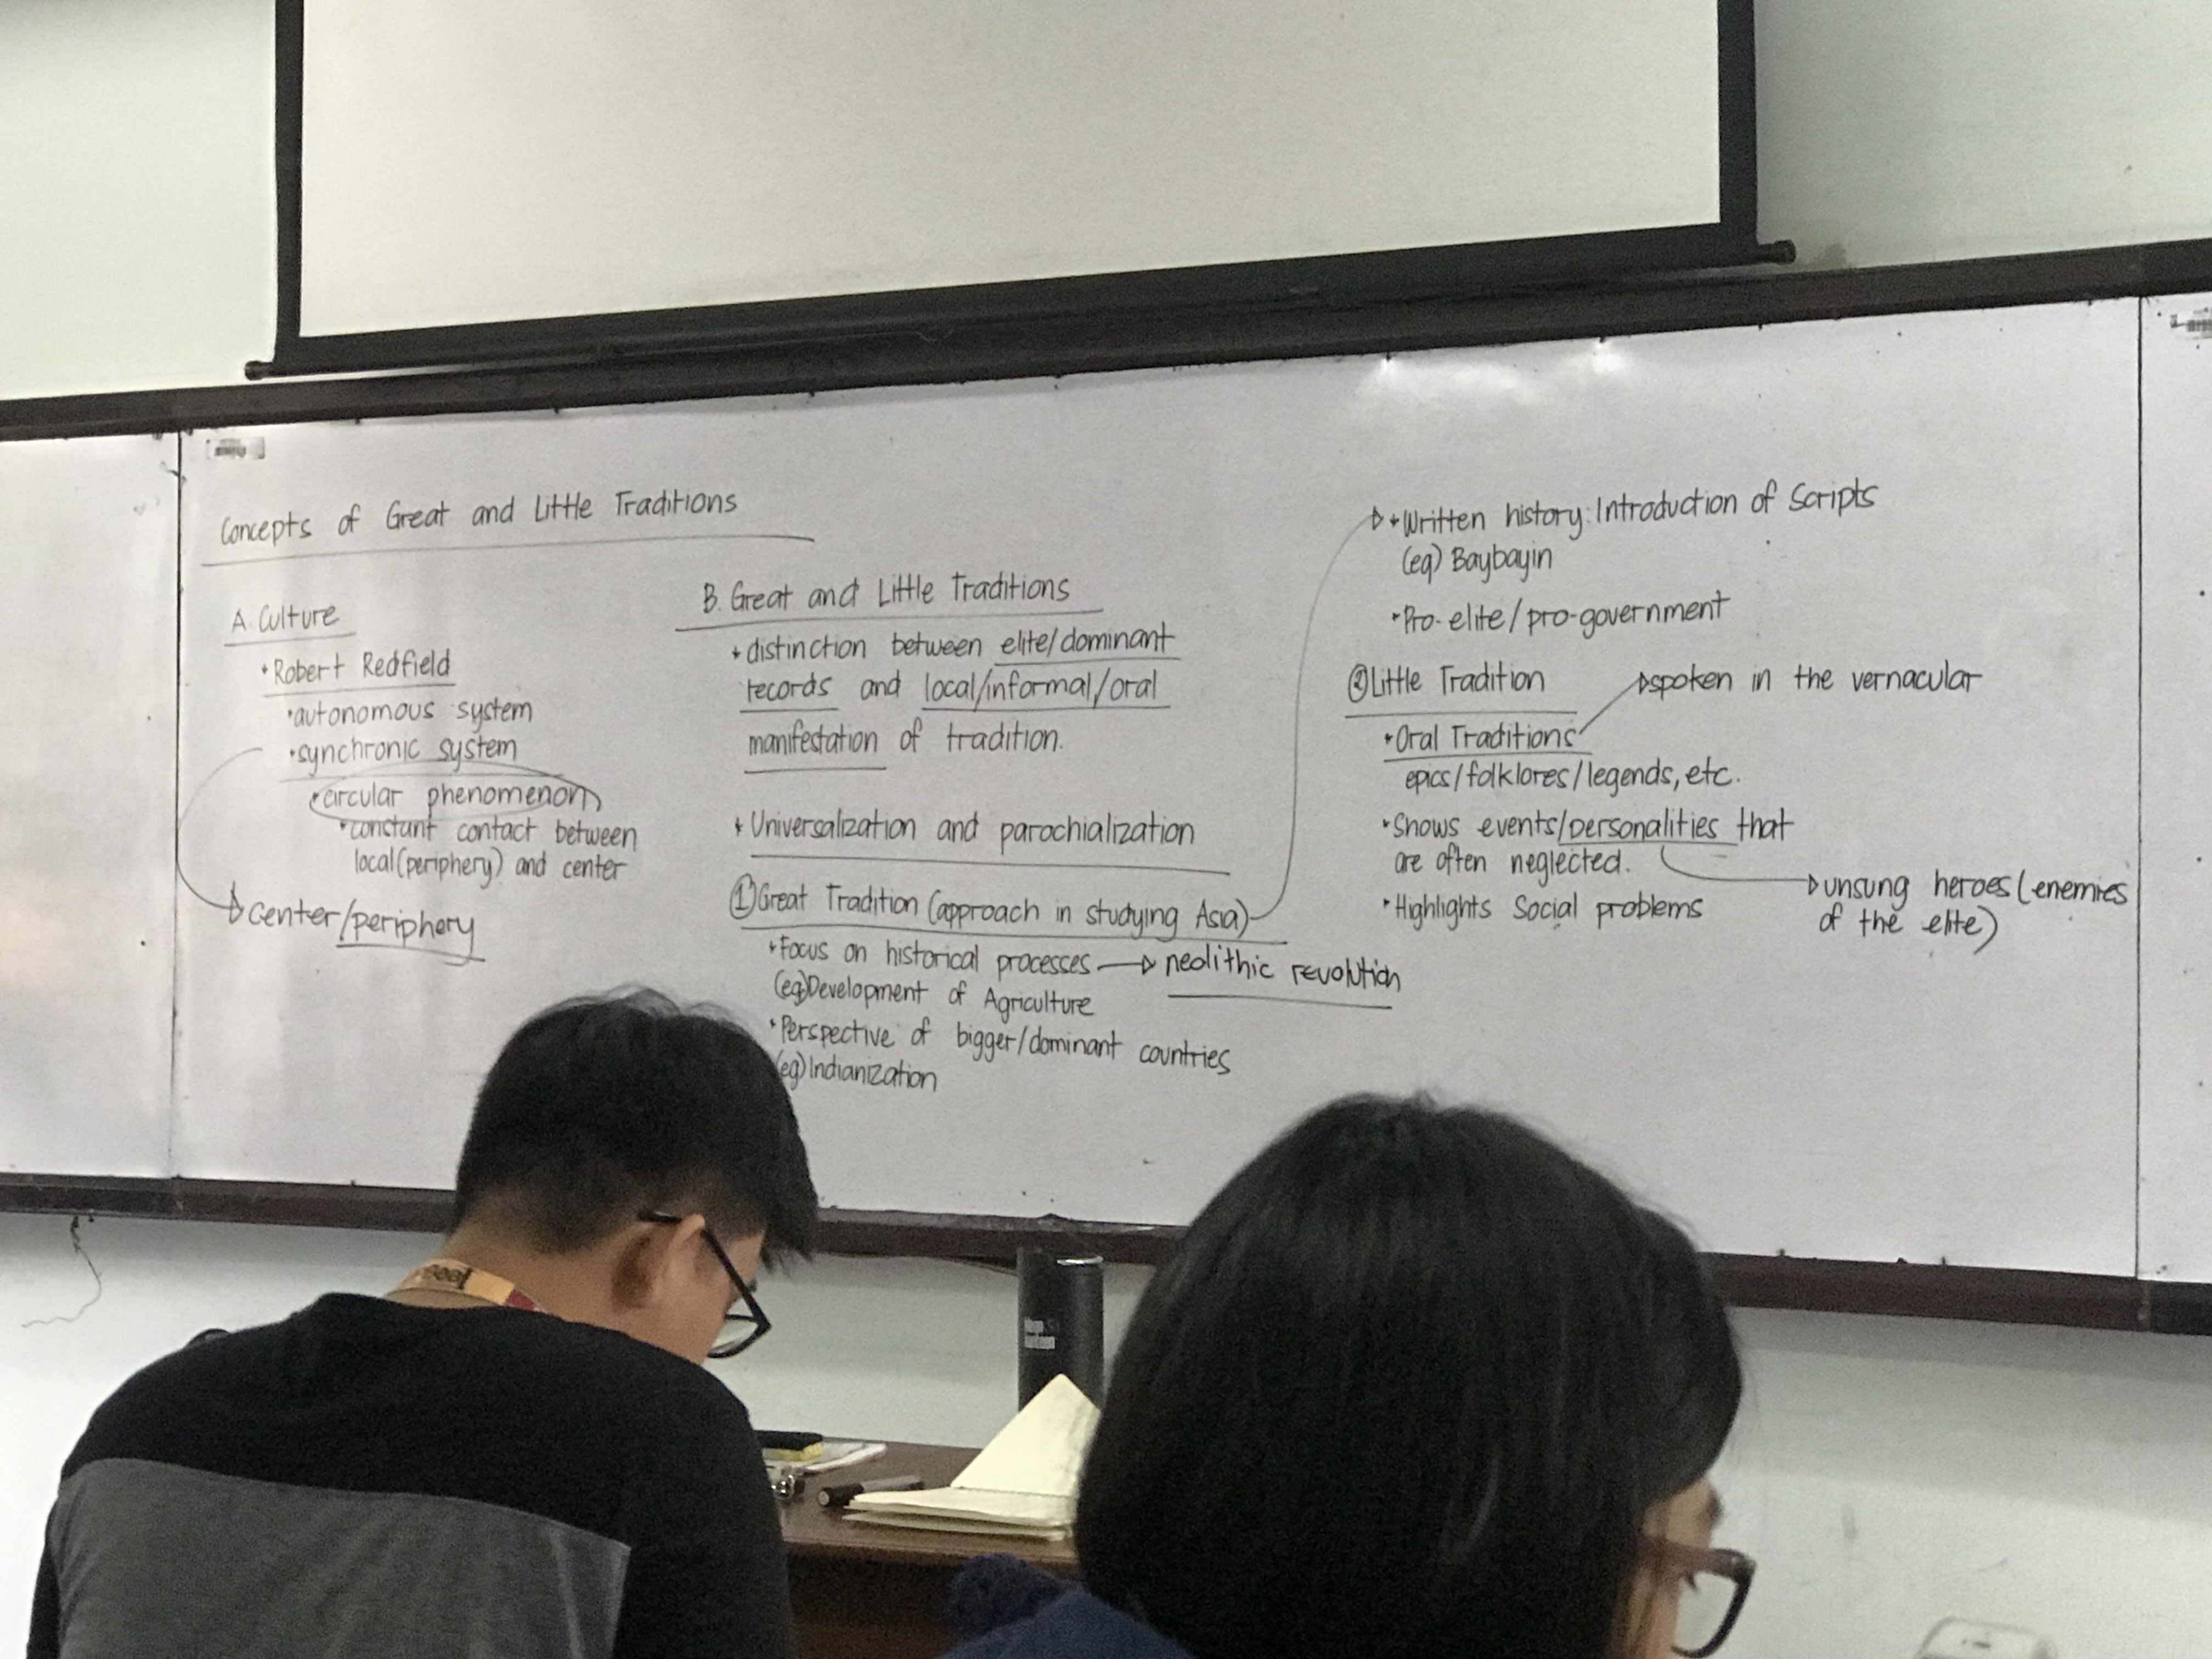 Concepts of Great and Little Traditions
A. Culture
• Robert Redfield
• autonomous system
• synchronic system
• circular phenomenon
• constant contact between
local (periphery) and center
center/periphery
B. Great and Little Traditions
• distinction between elite/dominant
records and local/informal/oral
manifestation of tradition.
• Universalization and parochialization
① Great Tradition (approach in studying Asia)
• Focus on historical processes → neolithic revolution
(eg) Development of Agriculture
• Perspective of bigger/dominant countries
(eg) Indianization
• Written history: Introduction of Scripts
(eg) Baybayin
• Pro-elite/pro-government
② Little Tradition
spoken in the vernacular
• Oral Traditions
epics/folklores/legends, etc.
• Shows events/personalities that
are often neglected.
unsung heroes (enemies
of the elite)
• Highlights Social problems